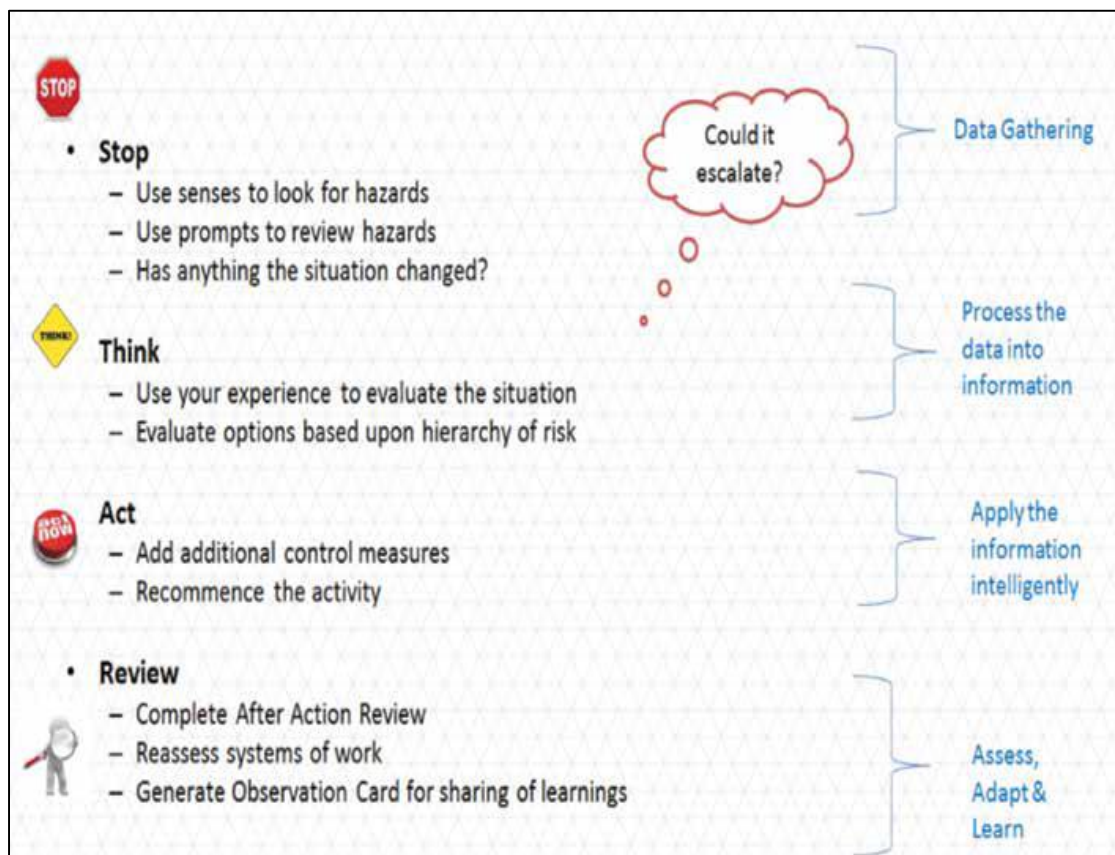 STOP
• Stop
– Use senses to look for hazards
– Use prompts to review hazards
– Has anything the situation changed?
Could it
escalate?
Data Gathering
THINK!
Think
– Use your experience to evaluate the situation
– Evaluate options based upon hierarchy of risk
Process the
data into
information
act
now
Act
– Add additional control measures
– Recommence the activity
Apply the
information
intelligently
• Review
– Complete After Action Review
– Reassess systems of work
– Generate Observation Card for sharing of learnings
Assess,
Adapt &
Learn